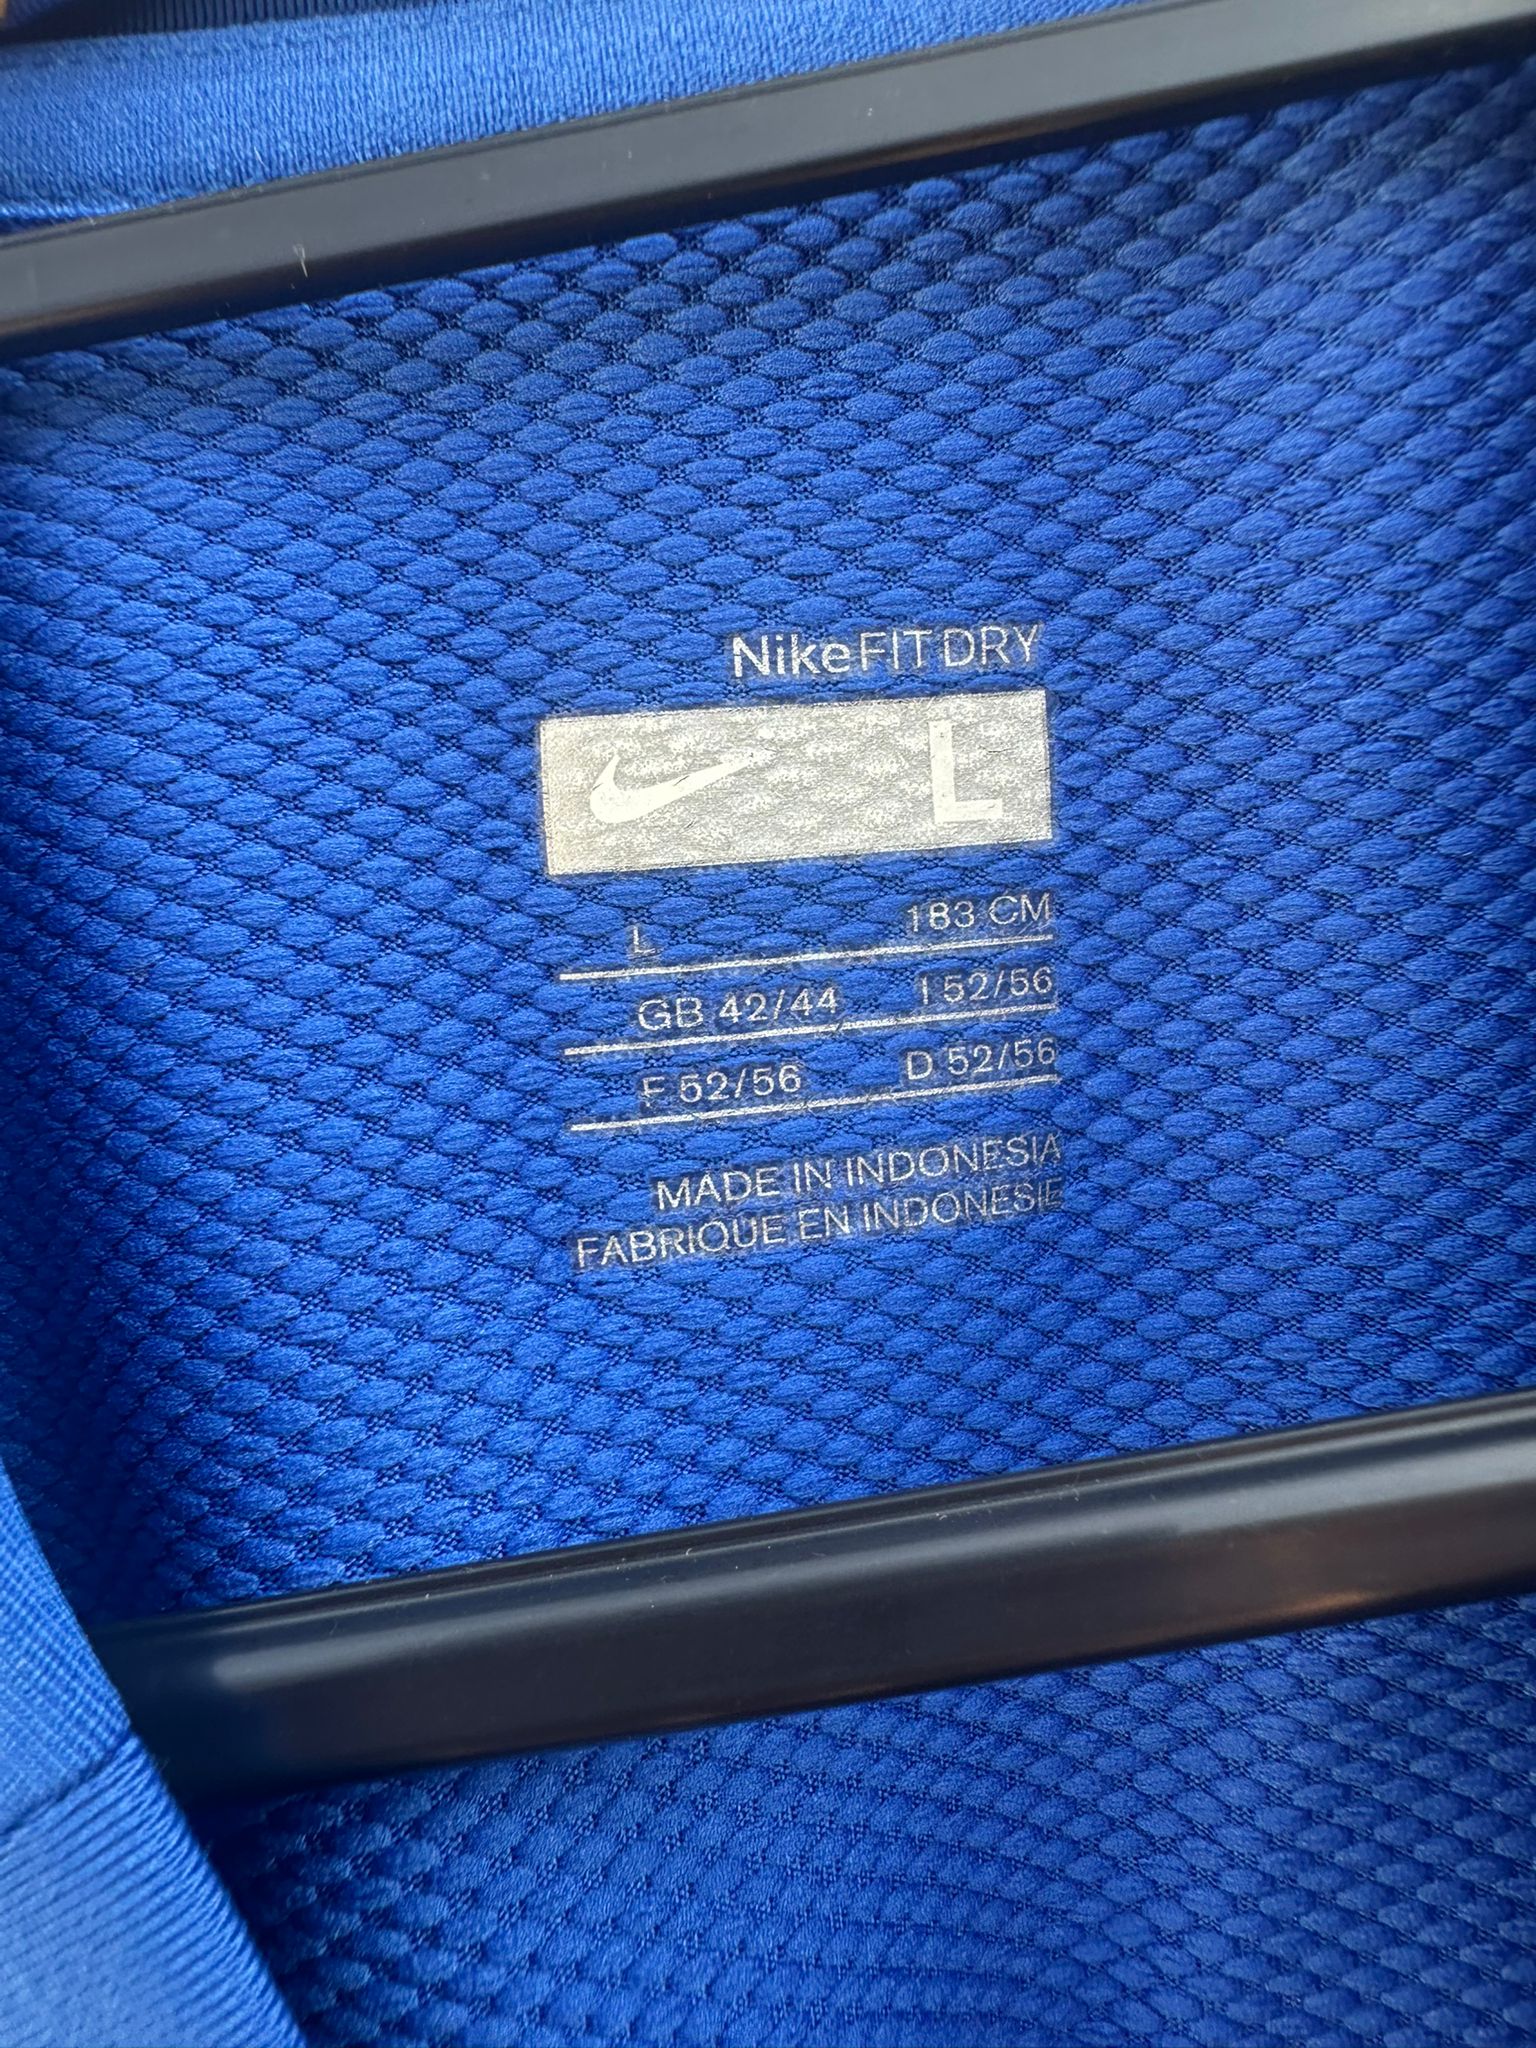 NikeFIT DRY
L
L 183 CM
GB 42/44 I 52/56
F 52/56 D 52/56
MADE IN INDONESIA
FABRIQUE EN INDONESIE